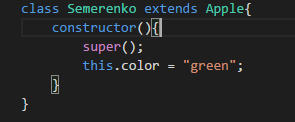 class Semerenko extends Apple{
    constructor(){
        super();
        this.color = "green";
    }
}